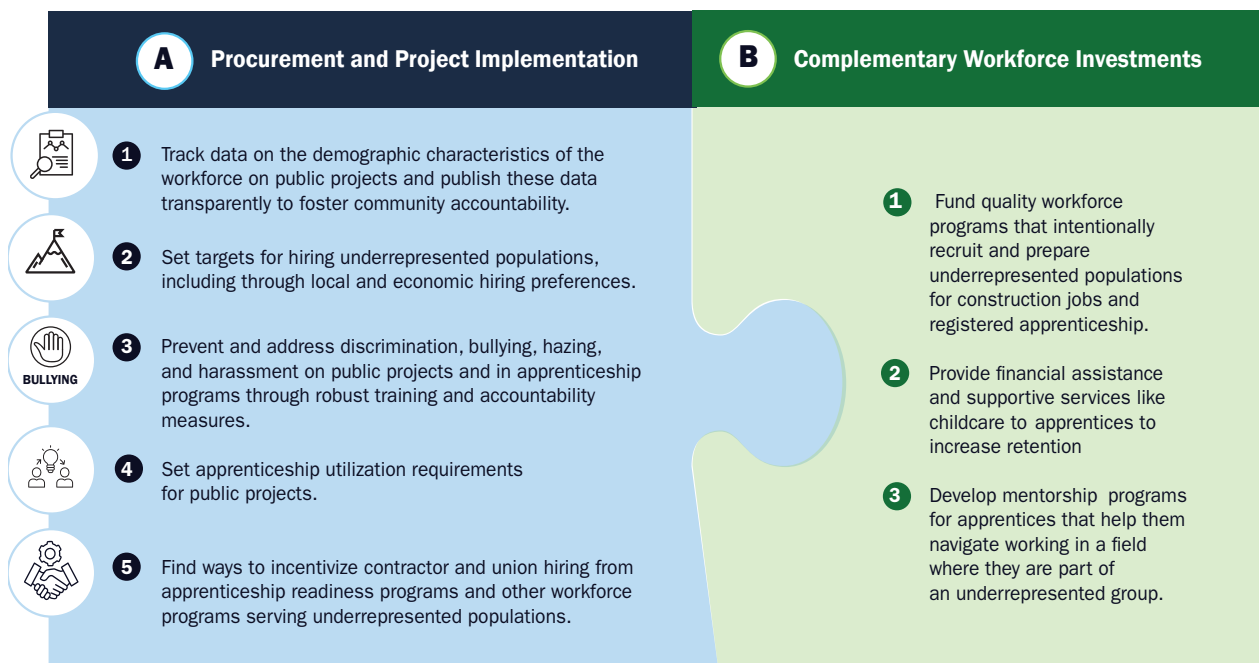 A Procurement and Project Implementation
1 Track data on the demographic characteristics of the
workforce on public projects and publish these data
transparently to foster community accountability.
2 Set targets for hiring underrepresented populations,
including through local and economic hiring preferences.
BULLYING
3 Prevent and address discrimination, bullying, hazing,
and harassment on public projects and in apprenticeship
programs through robust training and accountability
measures.
4 Set apprenticeship utilization requirements
for public projects.
5 Find ways to incentivize contractor and union hiring from
apprenticeship readiness programs and other workforce
programs serving underrepresented populations.
B Complementary Workforce Investments
1 Fund quality workforce
programs that intentionally
recruit and prepare
underrepresented populations
for construction jobs and
registered apprenticeship.
2 Provide financial assistance
and supportive services like
childcare to apprentices to
increase retention
3 Develop mentorship programs
for apprentices that help them
navigate working in a field
where they are part of
an underrepresented group.